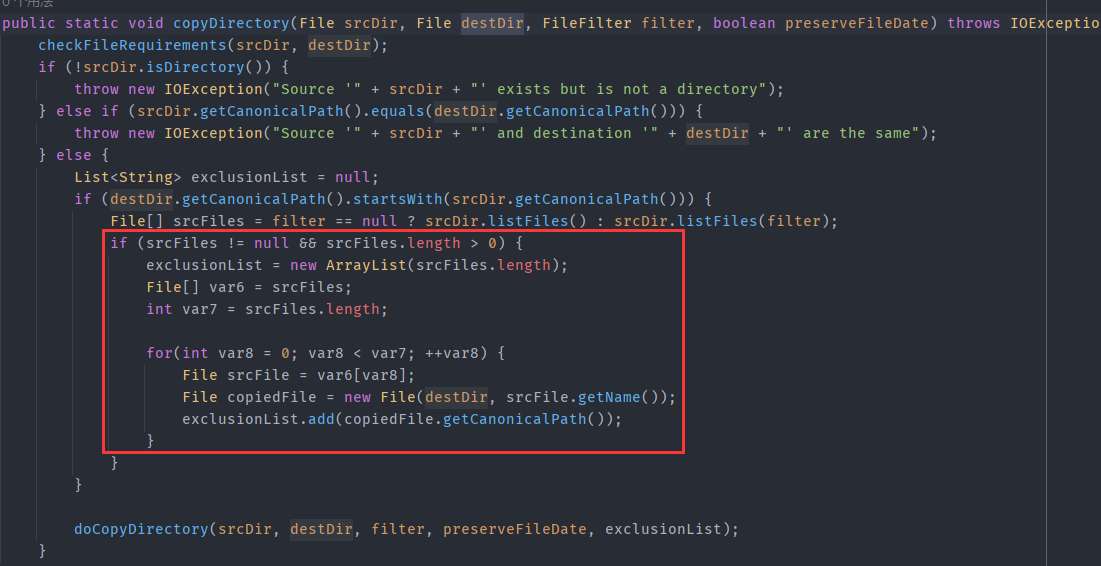 0个用法
public static void copyDirectory(File srcDir, File destDir, FileFilter filter, boolean preserveFileDate) throws IOExceptio
checkFileRequirements(srcDir, destDir);
if (!srcDir.isDirectory()) {
throw new IOException("Source '" + srcDir + "' exists but is not a directory");
} else if (srcDir.getCanonicalPath().equals(destDir.getCanonicalPath())) {
throw new IOException("Source '" + srcDir + "' and destination '" + destDir + "' are the same");
} else {
List<String> exclusionList = null;
if (destDir.getCanonicalPath().startsWith(srcDir.getCanonicalPath())) {
File[] srcFiles = filter == null ? srcDir.listFiles() : srcDir.listFiles(filter);
if (srcFiles != null && srcFiles.length > 0) {
exclusionList = new ArrayList(srcFiles.length);
File[] var6 = srcFiles;
int var7 = srcFiles.length;
for(int var8 = 0; var8 < var7; ++var8) {
File srcFile = var6[var8];
File copiedFile = new File(destDir, srcFile.getName());
exclusionList.add(copiedFile.getCanonicalPath());
}
}
}
doCopyDirectory(srcDir, destDir, filter, preserveFileDate, exclusionList);
}